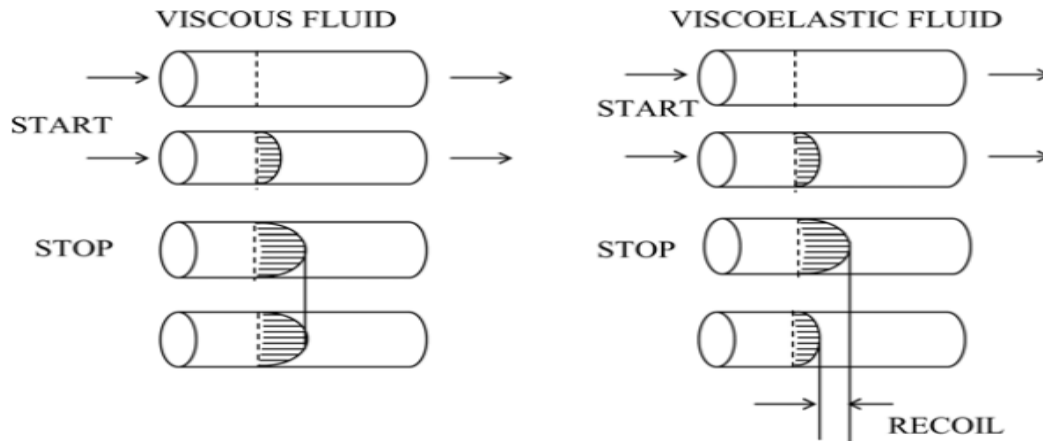 VISCOUS FLUID
START
STOP
VISCOELASTIC FLUID
START
STOP
RECOIL